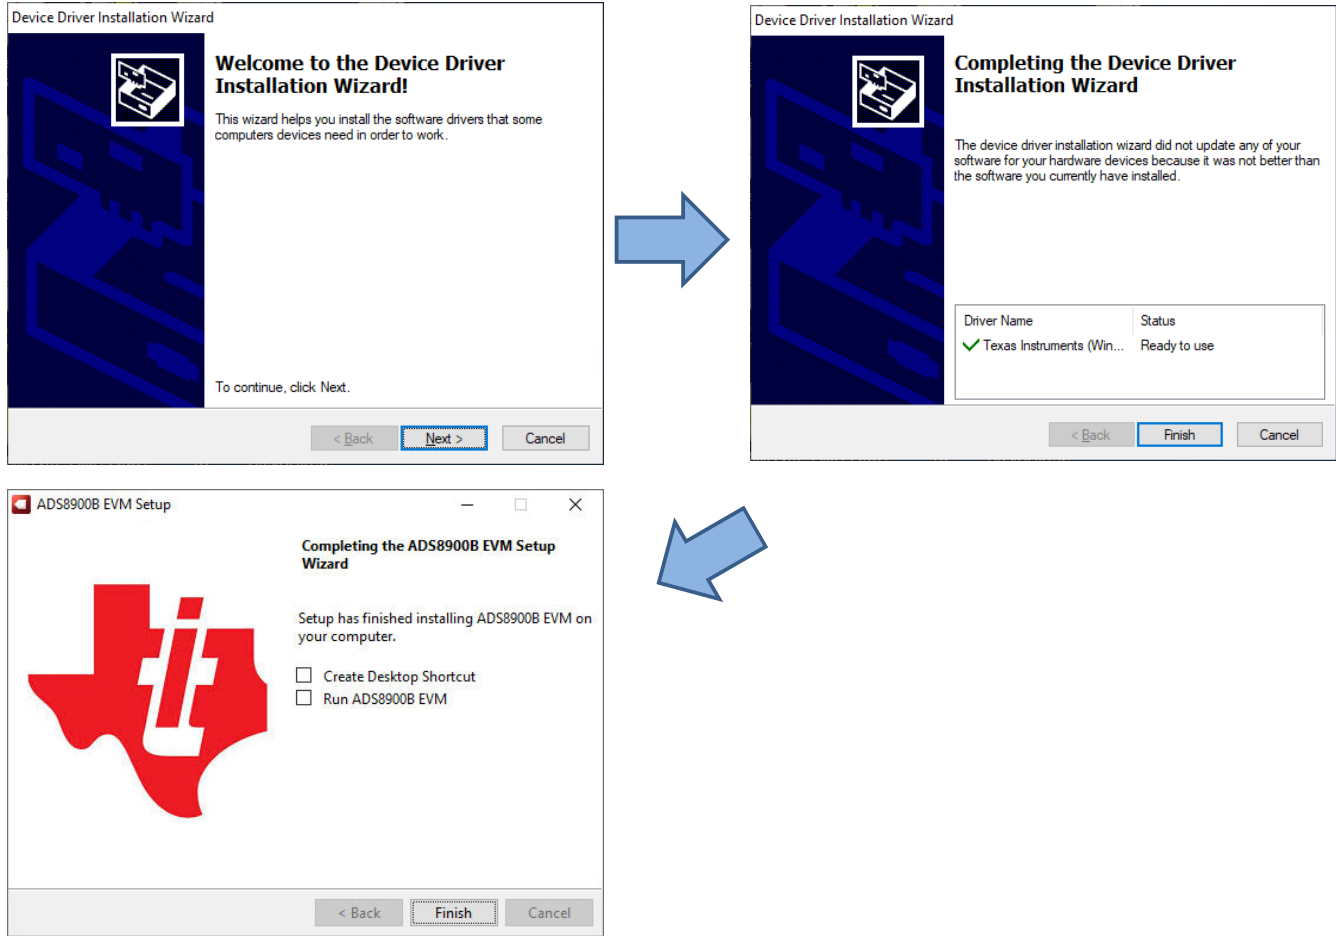 Device Driver Installation Wizard
Welcome to the Device Driver
Installation Wizard!
This wizard helps you install the software drivers that some
computers devices need in order to work.
To continue, click Next.
< Back
Next >
Cancel
Device Driver Installation Wizard
Completing the Device Driver
Installation Wizard
The device driver installation wizard did not update any of your
software for your hardware devices because it was not better than
the software you currently have installed.
Driver Name Status
Texas Instruments (Win... Ready to use
< Back
Finish
Cancel
ADS8900B EVM Setup
Completing the ADS8900B EVM Setup
Wizard
Setup has finished installing ADS8900B EVM on
your computer.
Create Desktop Shortcut
Run ADS8900B EVM
< Back
Finish
Cancel